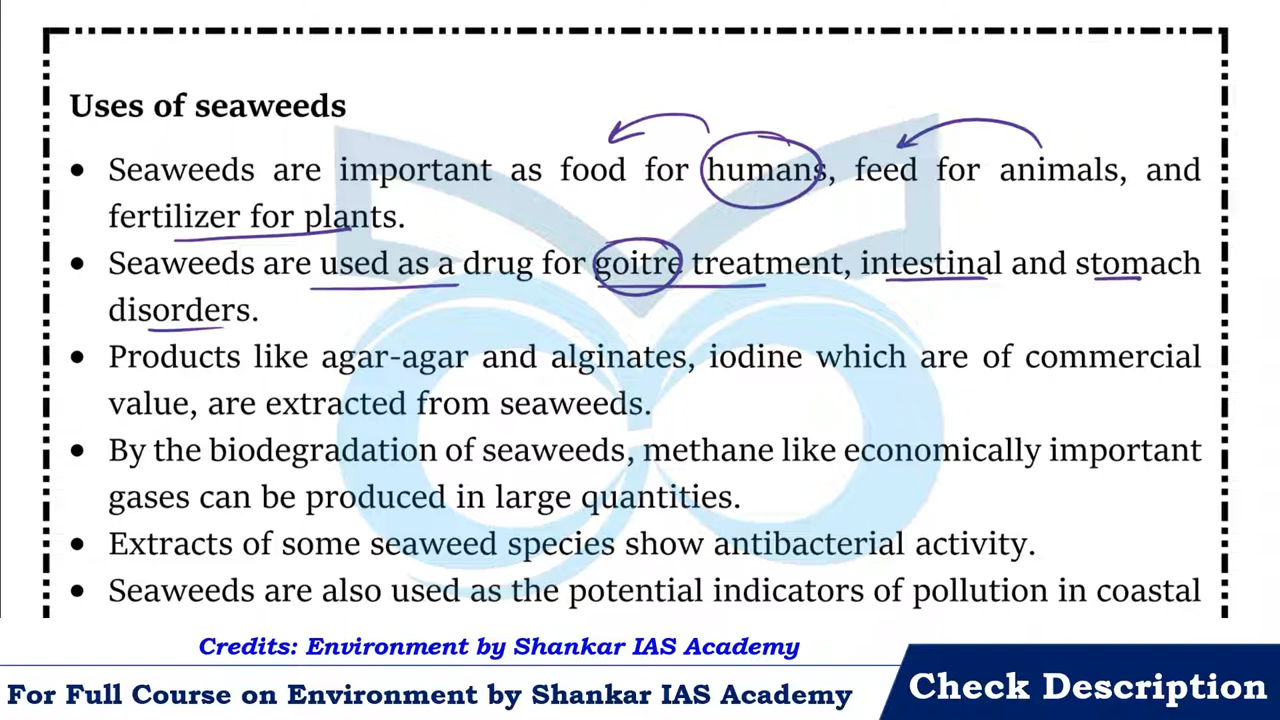 Uses of seaweeds
• Seaweeds are important as food for humans, feed for animals, and
fertilizer for plants.
• Seaweeds are used as a drug for goitre treatment, intestinal and stomach
disorders.
• Products like agar-agar and alginates, iodine which are of commercial
value, are extracted from seaweeds.
• By the biodegradation of seaweeds, methane like economically important
gases can be produced in large quantities.
• Extracts of some seaweed species show antibacterial activity.
• Seaweeds are also used as the potential indicators of pollution in coastal
Credits: Environment by Shankar IAS Academy
For Full Course on Environment by Shankar IAS Academy
Check Description